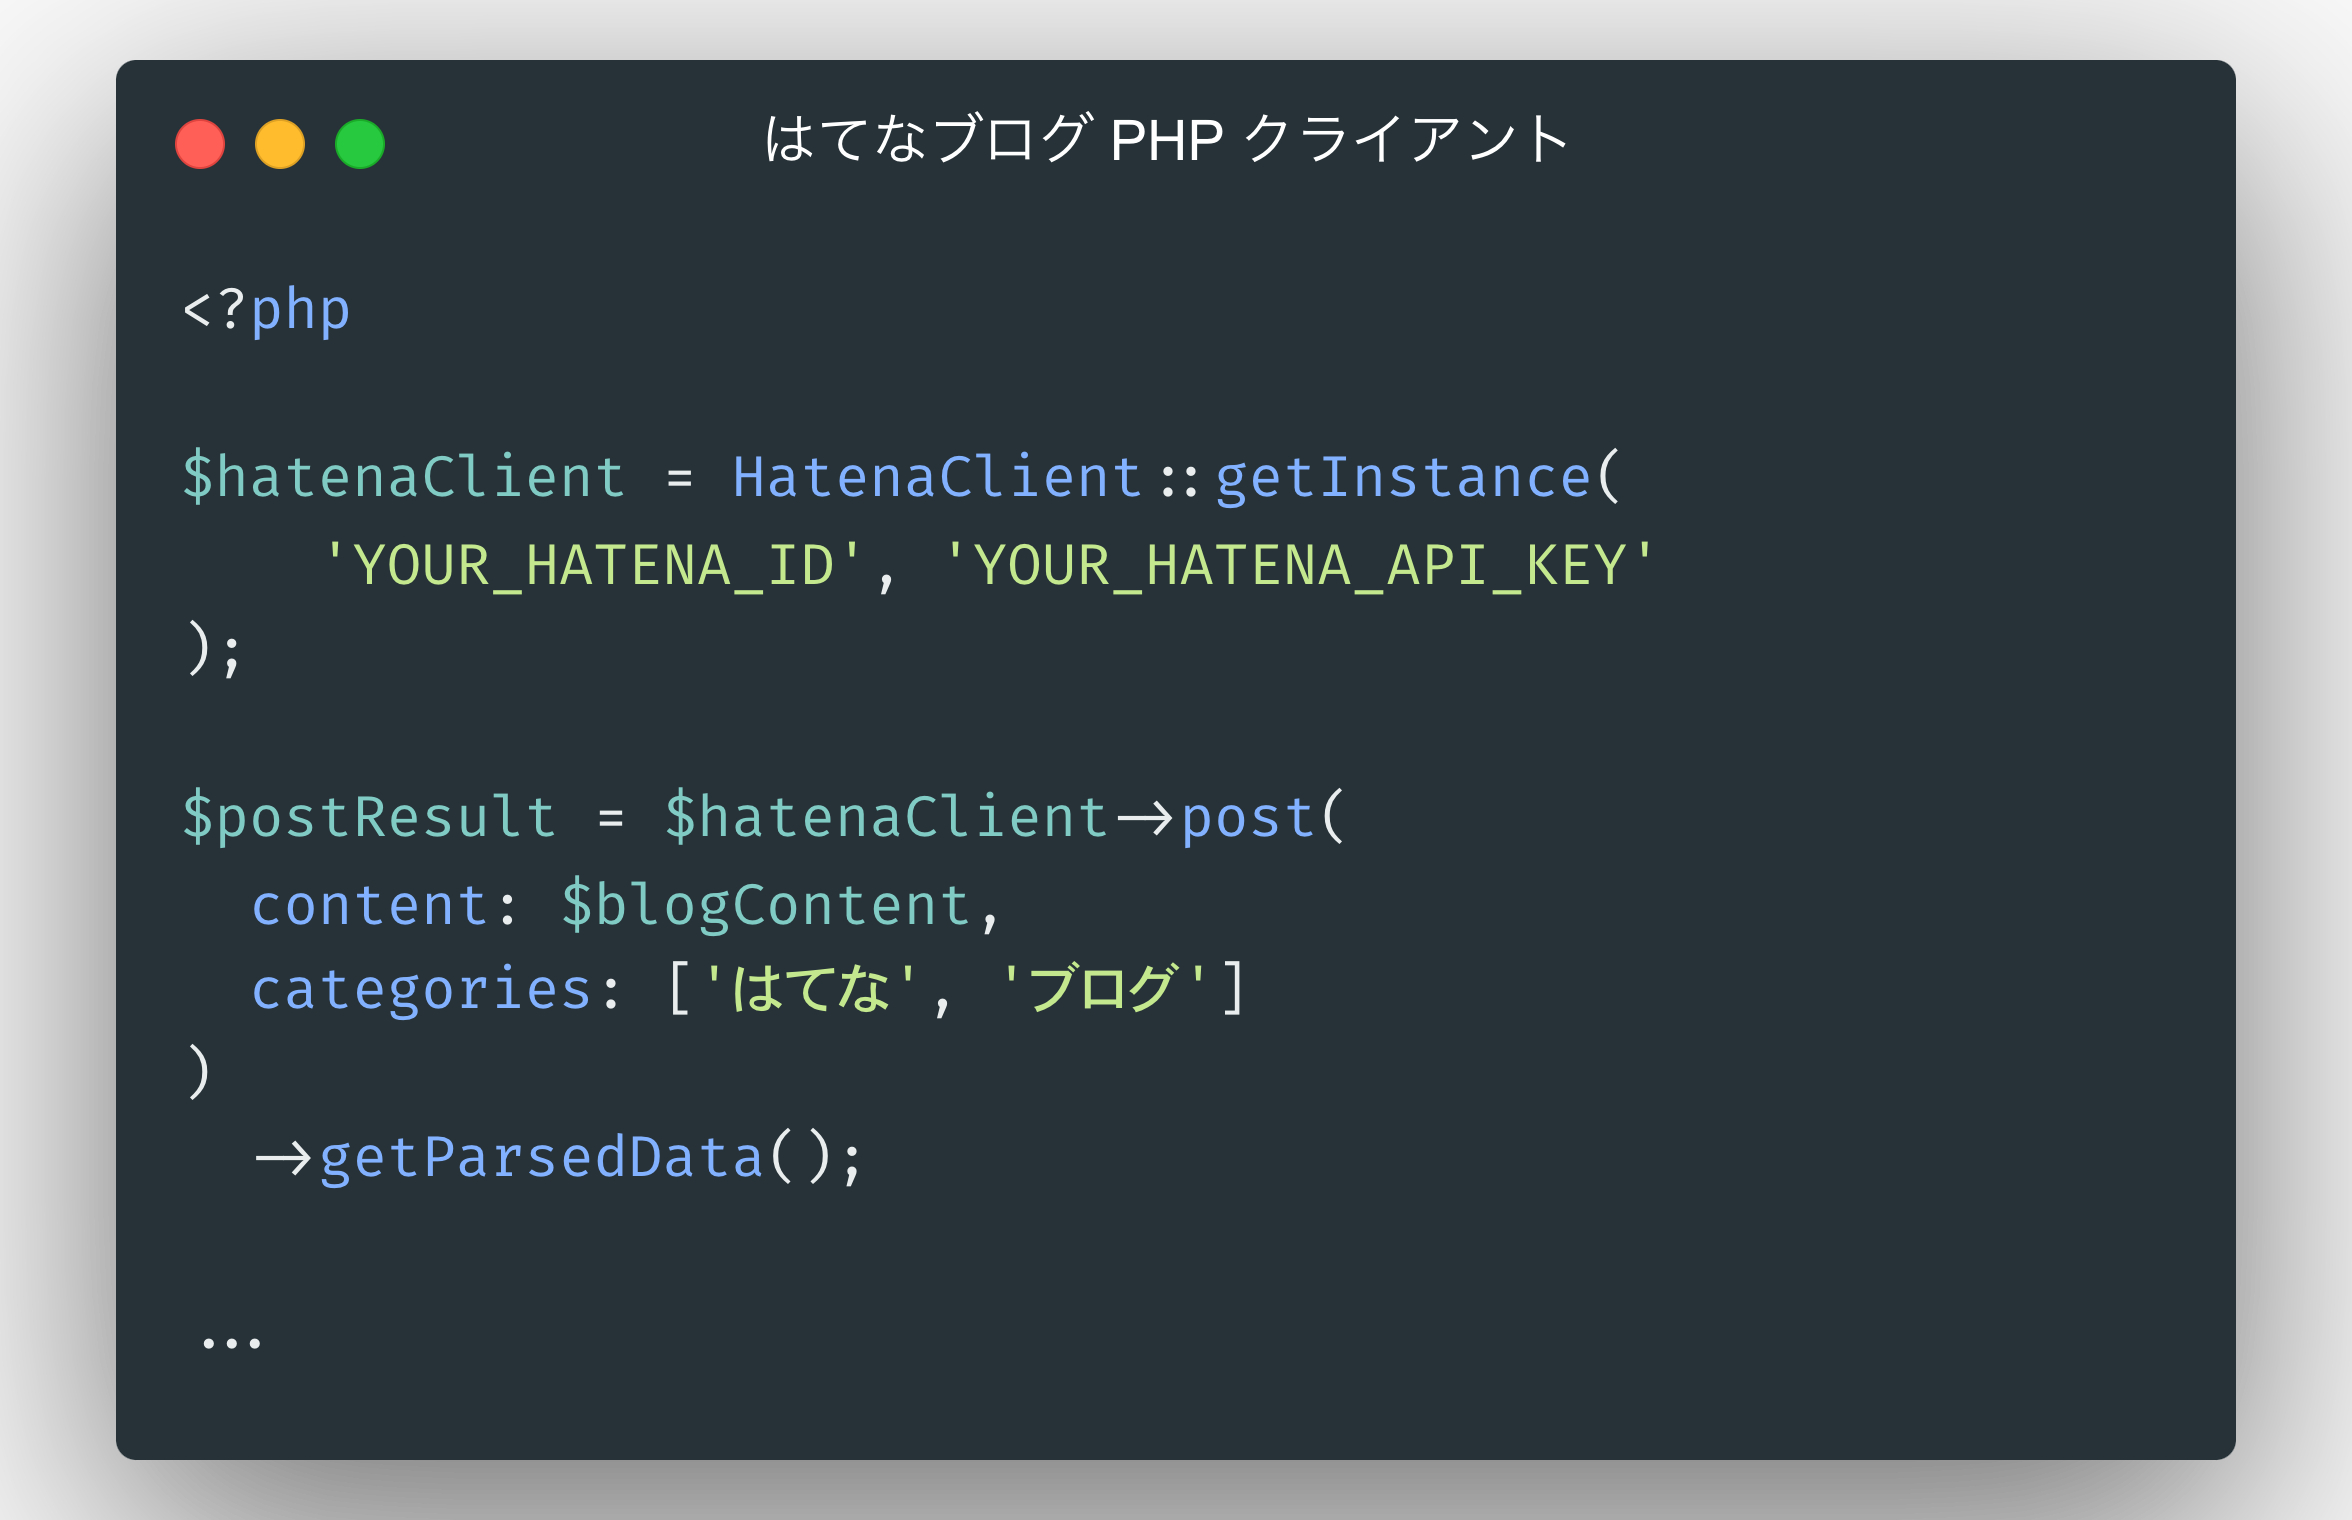 はてなブログ PHP クライアント
<?php
$hatenaClient = HatenaClient::getInstance(
    'YOUR_HATENA_ID', 'YOUR_HATENA_API_KEY'
);
$postResult = $hatenaClient->post(
  content: $blogContent,
  categories: ['はてな', 'ブログ']
)
  ->getParsedData();
...